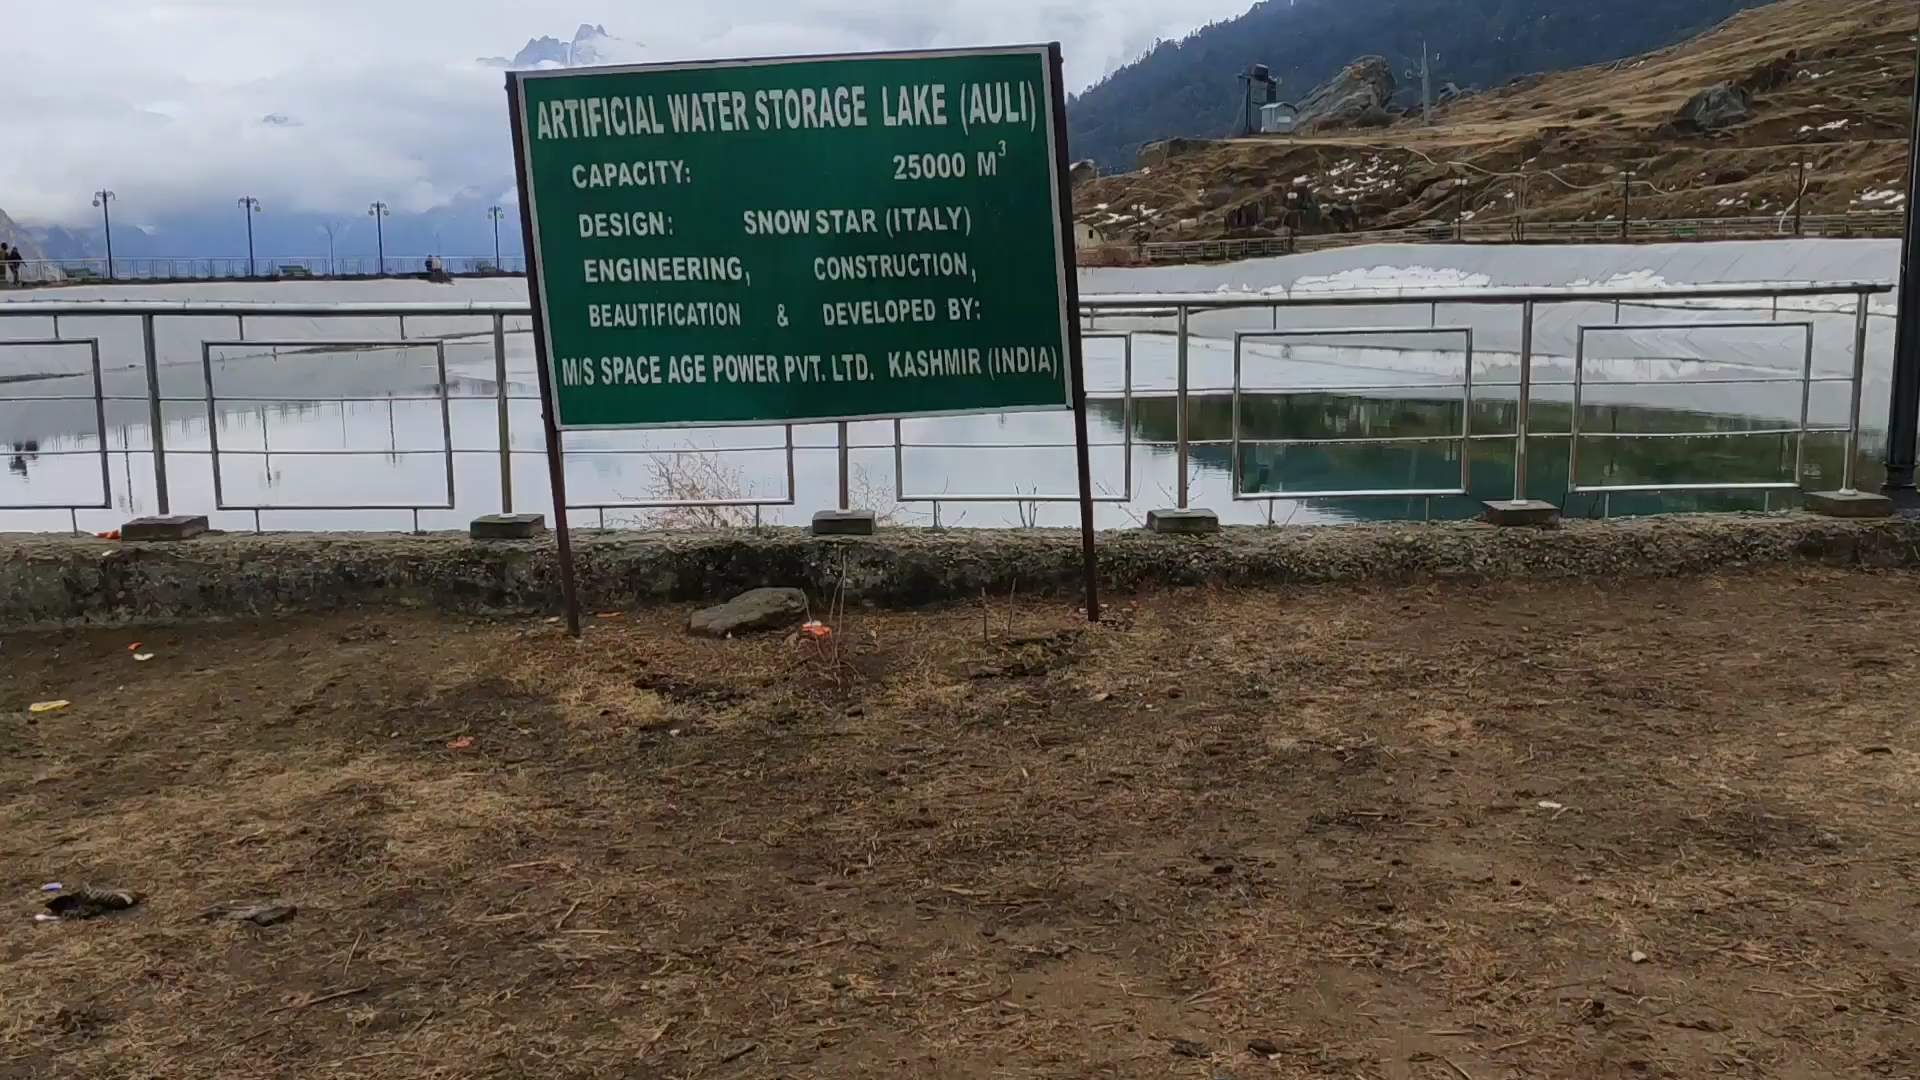 ARTIFICIAL WATER STORAGE LAKE (AULI)
CAPACITY: 25000 M³
DESIGN: SNOW STAR (ITALY)
ENGINEERING, CONSTRUCTION,
BEAUTIFICATION & DEVELOPED BY:
M/S SPACE AGE POWER PVT. LTD. KASHMIR (INDIA)